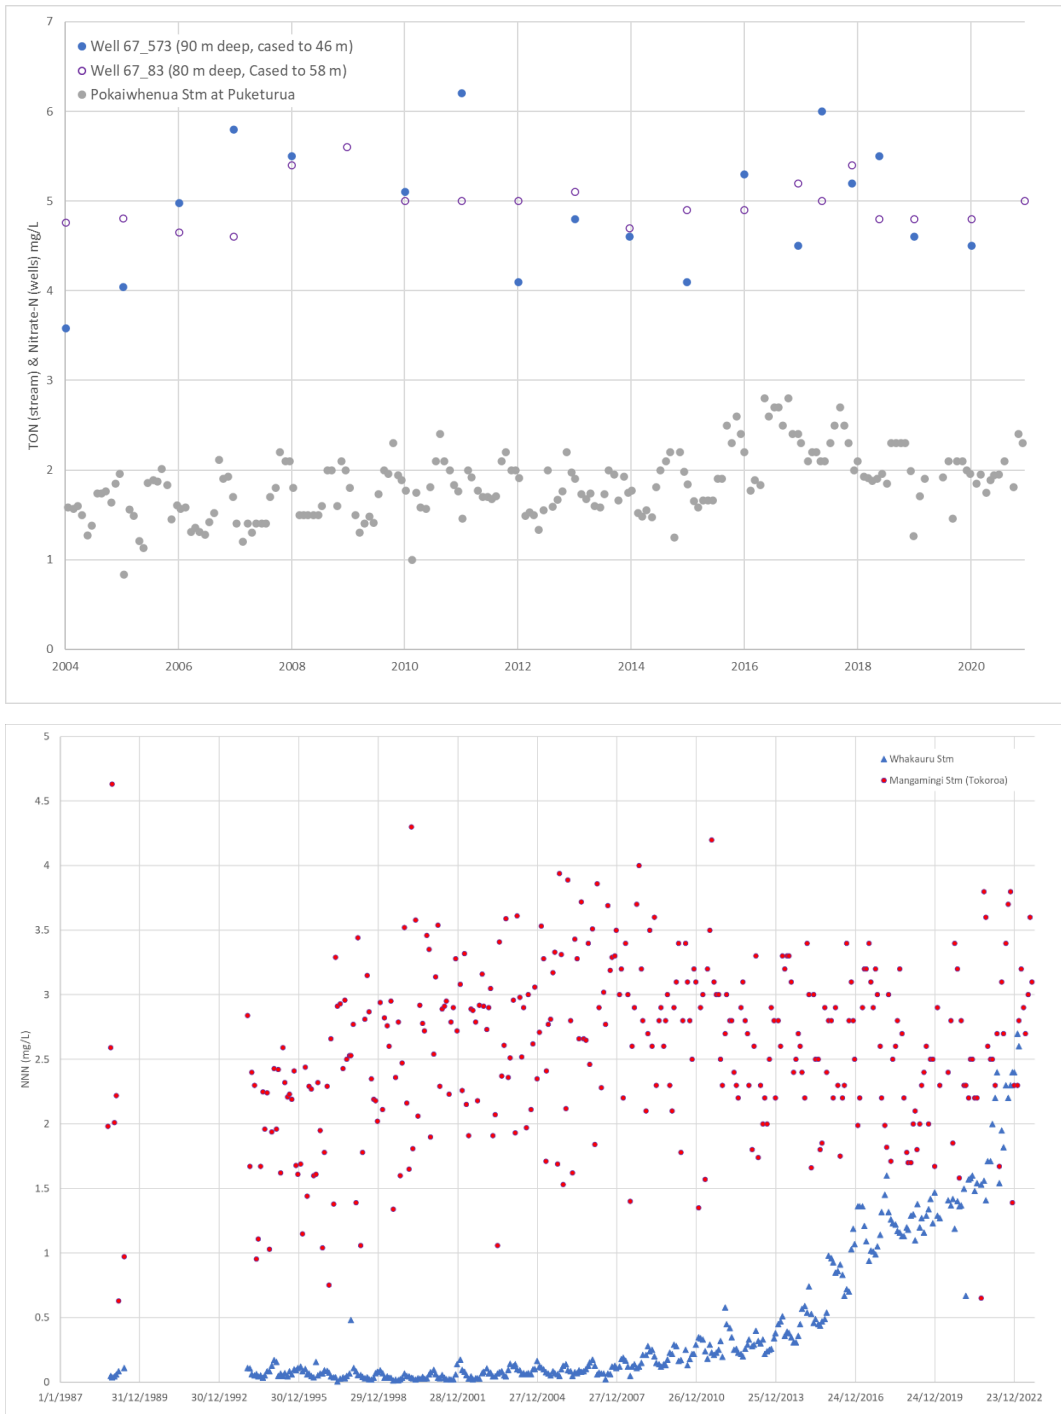 7
Well 67_573 (90 m deep, cased to 46 m)
Well 67_83 (80 m deep, Cased to 58 m)
Pokaiwhenua Stm at Puketurua
6
5
4
3
2
1
0
TON (stream) & Nitrate-N (wells) mg/L
2004 2006 2008 2010 2012 2014 2016 2018 2020
5
Whakauru Stm
Mangamingi Stm (Tokoroa)
4.5
4
3.5
3
2.5
2
1.5
1
0.5
0
NNN (mg/L)
1/1/1987 31/12/1989 30/12/1992 30/12/1995 29/12/1998 28/12/2001 27/12/2004 27/12/2007 26/12/2010 25/12/2013 24/12/2016 24/12/2019 23/12/2022